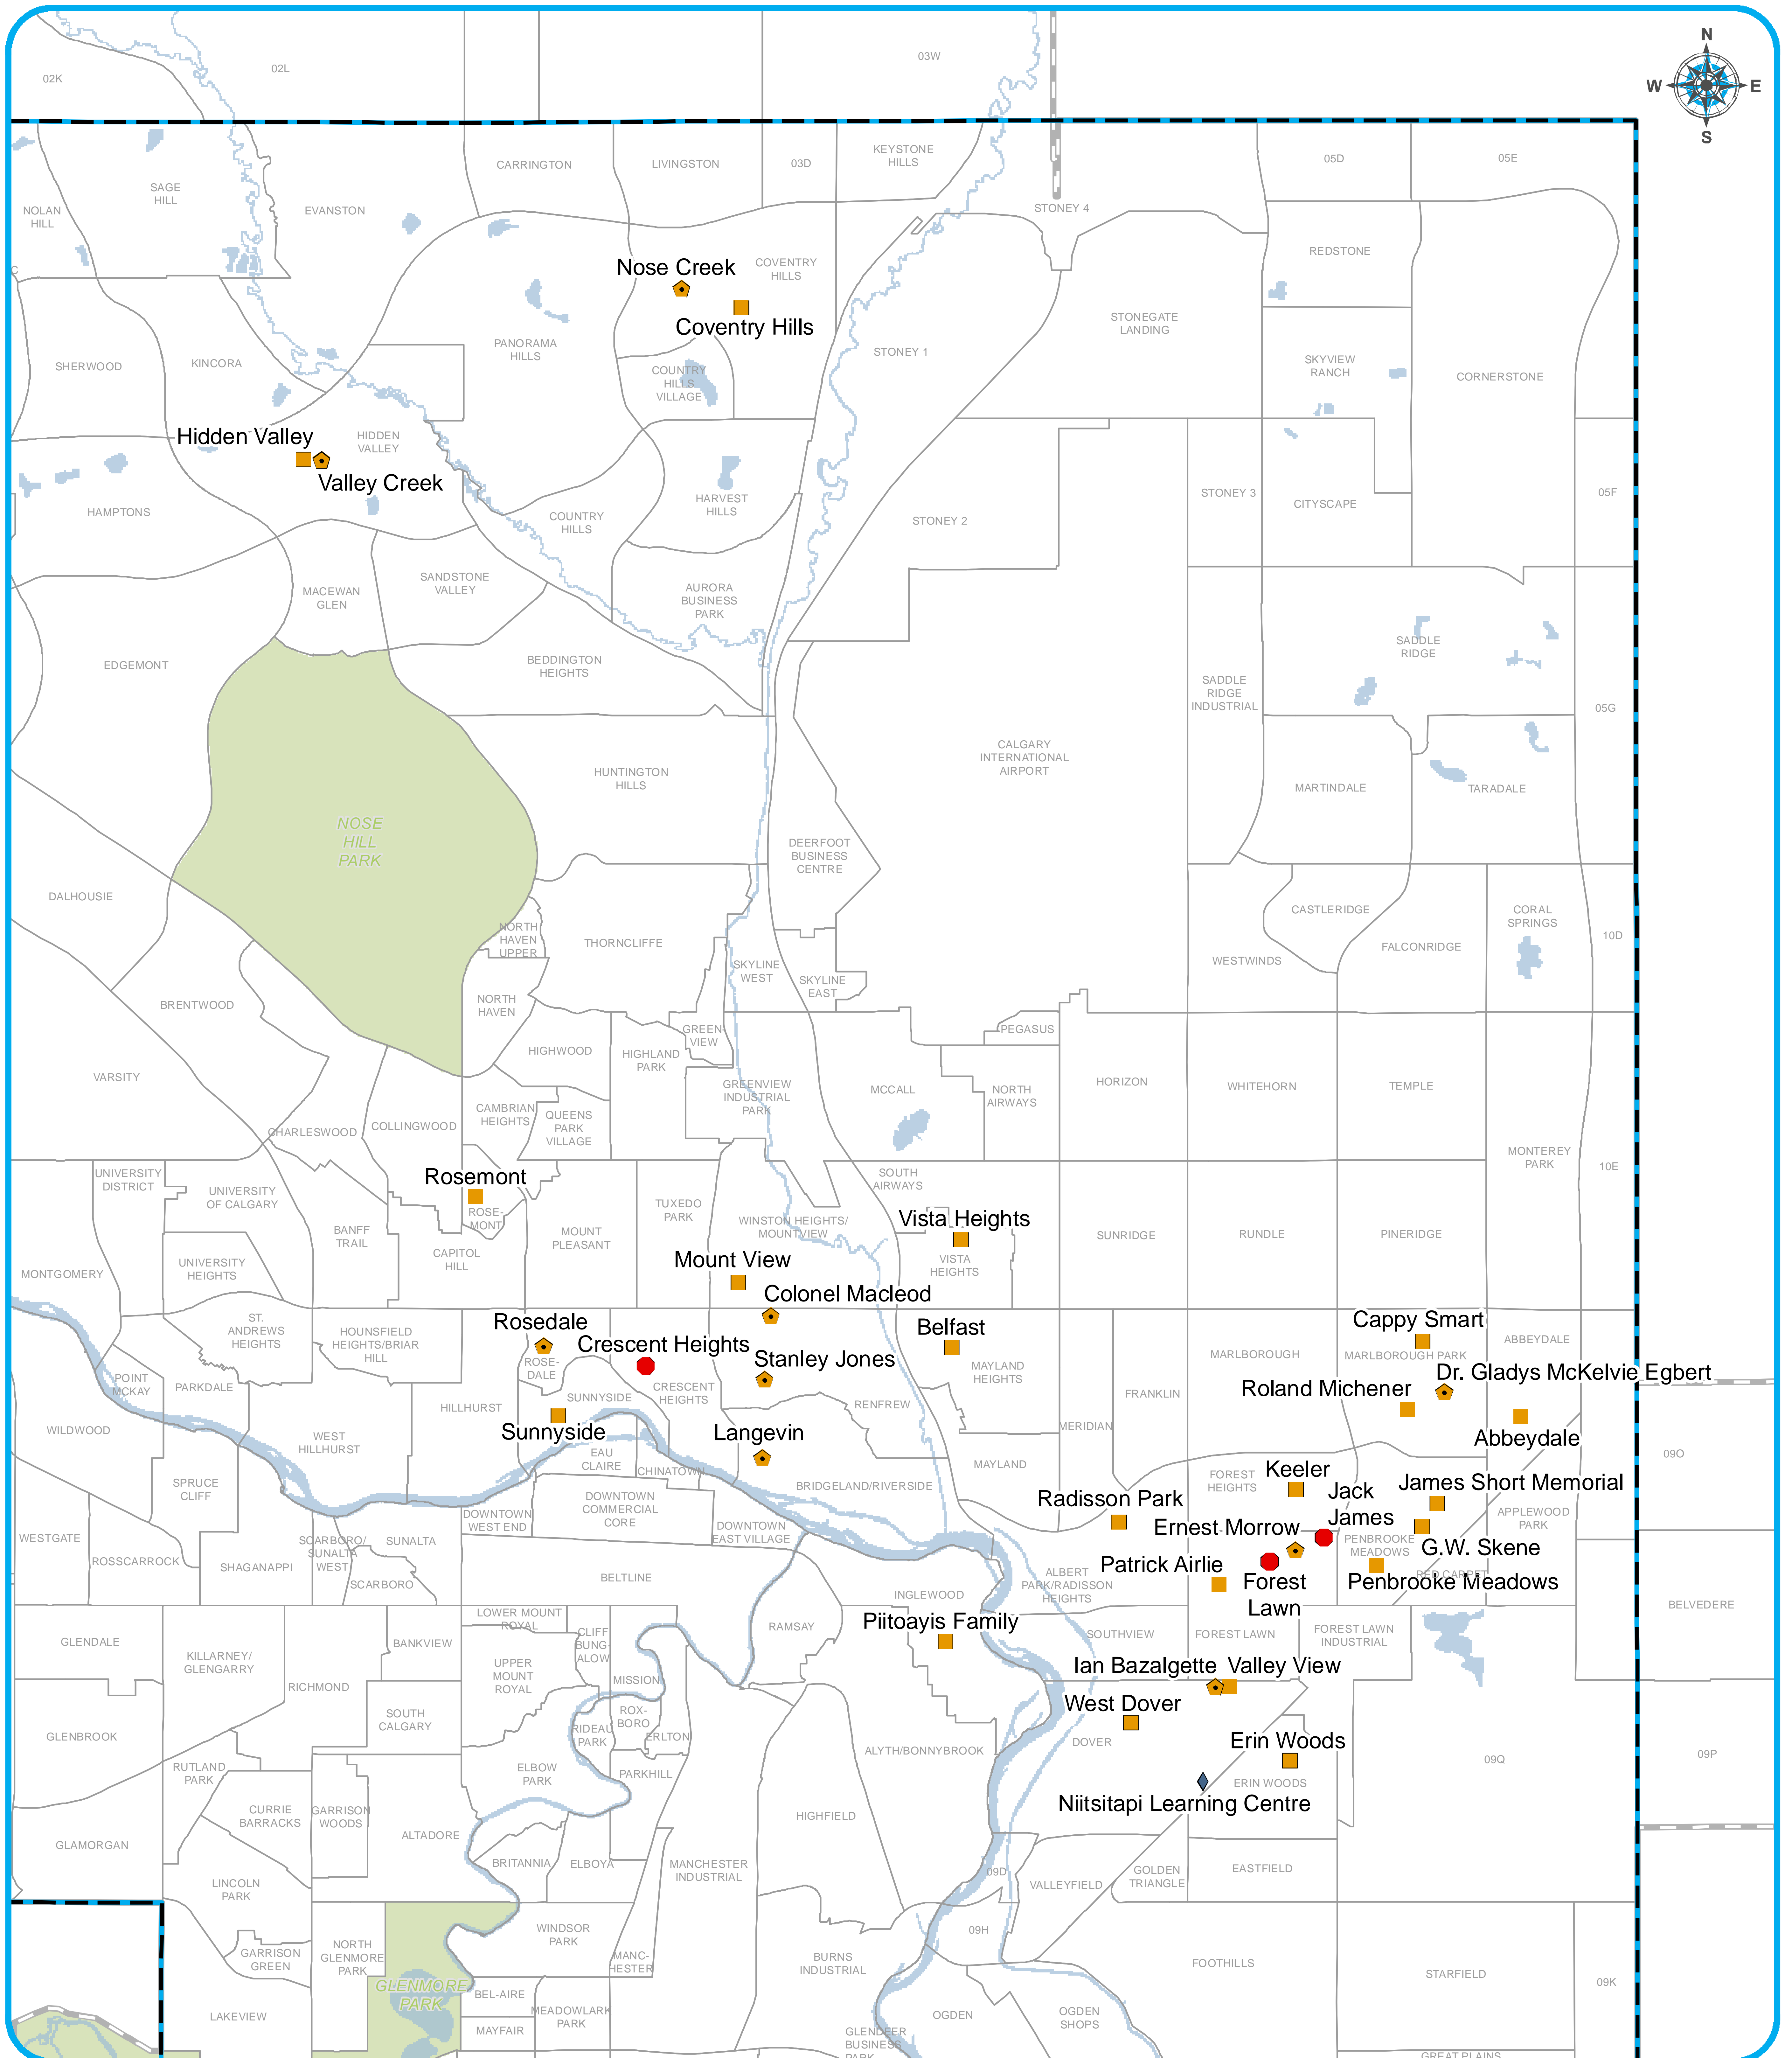 N
W
E
S
02K
02L
03W
CARRINGTON
LIVINGSTON
03D
KEYSTONE
HILLS
05D
05E
NOLAN
HILL
SAGE
HILL
EVANSTON
STONEY 4
REDSTONE
C
Nose Creek
COVENTRY
HILLS
Coventry Hills
SHERWOOD
KINCORA
PANORAMA
HILLS
COUNTRY
HILLS
VILLAGE
STONEY 1
STONEGATE
LANDING
SKYVIEW
RANCH
CORNERSTONE
Hidden Valley
HIDDEN
VALLEY
Valley Creek
HAMPTONS
COUNTRY
HILLS
HARVEST
HILLS
STONEY 2
STONEY 3
CITYSCAPE
05F
MACEWAN
GLEN
SANDSTONE
VALLEY
AURORA
BUSINESS
PARK
EDGEMONT
BEDDINGTON
HEIGHTS
SADDLE
RIDGE
INDUSTRIAL
SADDLE
RIDGE
05G
HUNTINGTON
HILLS
CALGARY
INTERNATIONAL
AIRPORT
MARTINDALE
TARADALE
NOSE
HILL
PARK
DEERFOOT
BUSINESS
CENTRE
DALHOUSIE
NORTH
HAVEN
UPPER
THORNCLIFFE
SKYLINE
WEST
SKYLINE
EAST
WESTWINDS
CASTLERIDGE
FALCONRIDGE
CORAL
SPRINGS
10D
BRENTWOOD
NORTH
HAVEN
VARSITY
HIGHWOOD
HIGHLAND
PARK
GREEN-
VIEW
GREENVIEW
INDUSTRIAL
PARK
MCCALL
PEGASUS
NORTH
AIRWAYS
HORIZON
WHITEHORN
TEMPLE
CHARLESWOOD
COLLINGWOOD
CAMBRIAN
HEIGHTS
QUEENS
PARK
VILLAGE
MONTEREY
PARK
10E
UNIVERSITY
DISTRICT
UNIVERSITY
OF CALGARY
Rosemont
ROSE-
MONT
SOUTH
AIRWAYS
BANFF
TRAIL
CAPITOL
HILL
MOUNT
PLEASANT
TUXEDO
PARK
WINSTON HEIGHTS/
MOUNTVIEW
Vista Heights
VISTA
HEIGHTS
SUNRIDGE
RUNDLE
PINERIDGE
MONTGOMERY
UNIVERSITY
HEIGHTS
Mount View
Colonel Macleod
ST.
ANDREWS
HEIGHTS
HOUNSFIELD
HEIGHTS/BRIAR
HILL
Rosedale
ROSE-
DALE
Crescent Heights
CRESCENT
HEIGHTS
Stanley Jones
Belfast
MAYLAND
HEIGHTS
MARLBOROUGH
Cappy Smart
MARLBOROUGH PARK
ABBEYDALE
POINT
MCKAY
PARKDALE
HILLHURST
SUNNYSIDE
RENFREW
FRANKLIN
MERIDIAN
Roland Michener
Dr. Gladys McKelvie Egbert
Abbeydale
WILDWOOD
WEST
HILLHURST
Sunnyside
EAU
CLAIRE
CHINATOWN
Langevin
BRIDGELAND/RIVERSIDE
MAYLAND
FOREST
HEIGHTS
Keeler
Jack
James
James Short Memorial
09O
SPRUCE
CLIFF
DOWNTOWN
WEST END
DOWNTOWN
COMMERCIAL
CORE
DOWNTOWN
EAST VILLAGE
Radisson Park
Ernest Morrow
PENBROOKE
MEADOWS
G.W. Skene
APPLEWOOD
PARK
WESTGATE
ROSSCARROCK
SHAGANAPPI
SCARBORO/
SUNALTA
WEST
SUNALTA
SCARBORO
BELTLINE
INGLEWOOD
ALBERT
PARK/RADISSON
HEIGHTS
Patrick Airlie
Forest
Lawn
RED CARPET
Penbrooke Meadows
BELVEDERE
GLENDALE
KILLARNEY/
GLENGARRY
BANKVIEW
LOWER MOUNT
ROYAL
CLIFF
BUNG-
ALOW
RAMSAY
Piitoayis Family
SOUTHVIEW
FOREST LAWN
FOREST LAWN
INDUSTRIAL
RICHMOND
UPPER
MOUNT
ROYAL
MISSION
Ian Bazalgette
Valley View
GLENBROOK
SOUTH
CALGARY
RIDEAU
PARK
ROX-
BORO
ERLTON
ALYTH/BONNYBROOK
West Dover
DOVER
Erin Woods
ERIN WOODS
09Q
09P
RUTLAND
PARK
ELBOW
PARK
PARKHILL
Niitsitapi Learning Centre
CURRIE
BARRACKS
GARRISON
WOODS
ALTADORE
HIGHFIELD
GLAMORGAN
BRITANNIA
ELBOYA
MANCHESTER
INDUSTRIAL
09D
VALLEYFIELD
GOLDEN
TRIANGLE
EASTFIELD
LINCOLN
PARK
GARRISON
GREEN
NORTH
GLENMORE
PARK
WINDSOR
PARK
MANC-
HESTER
BURNS
INDUSTRIAL
09H
FOOTHILLS
STARFIELD
09K
GLENMORE
PARK
BEL-AIRE
MEADOWLARK
PARK
MAYFAIR
LAKEVIEW
GLENDEER
BUSINESS
PARK
OGDEN
OGDEN
SHOPS
GREAT PLAINS